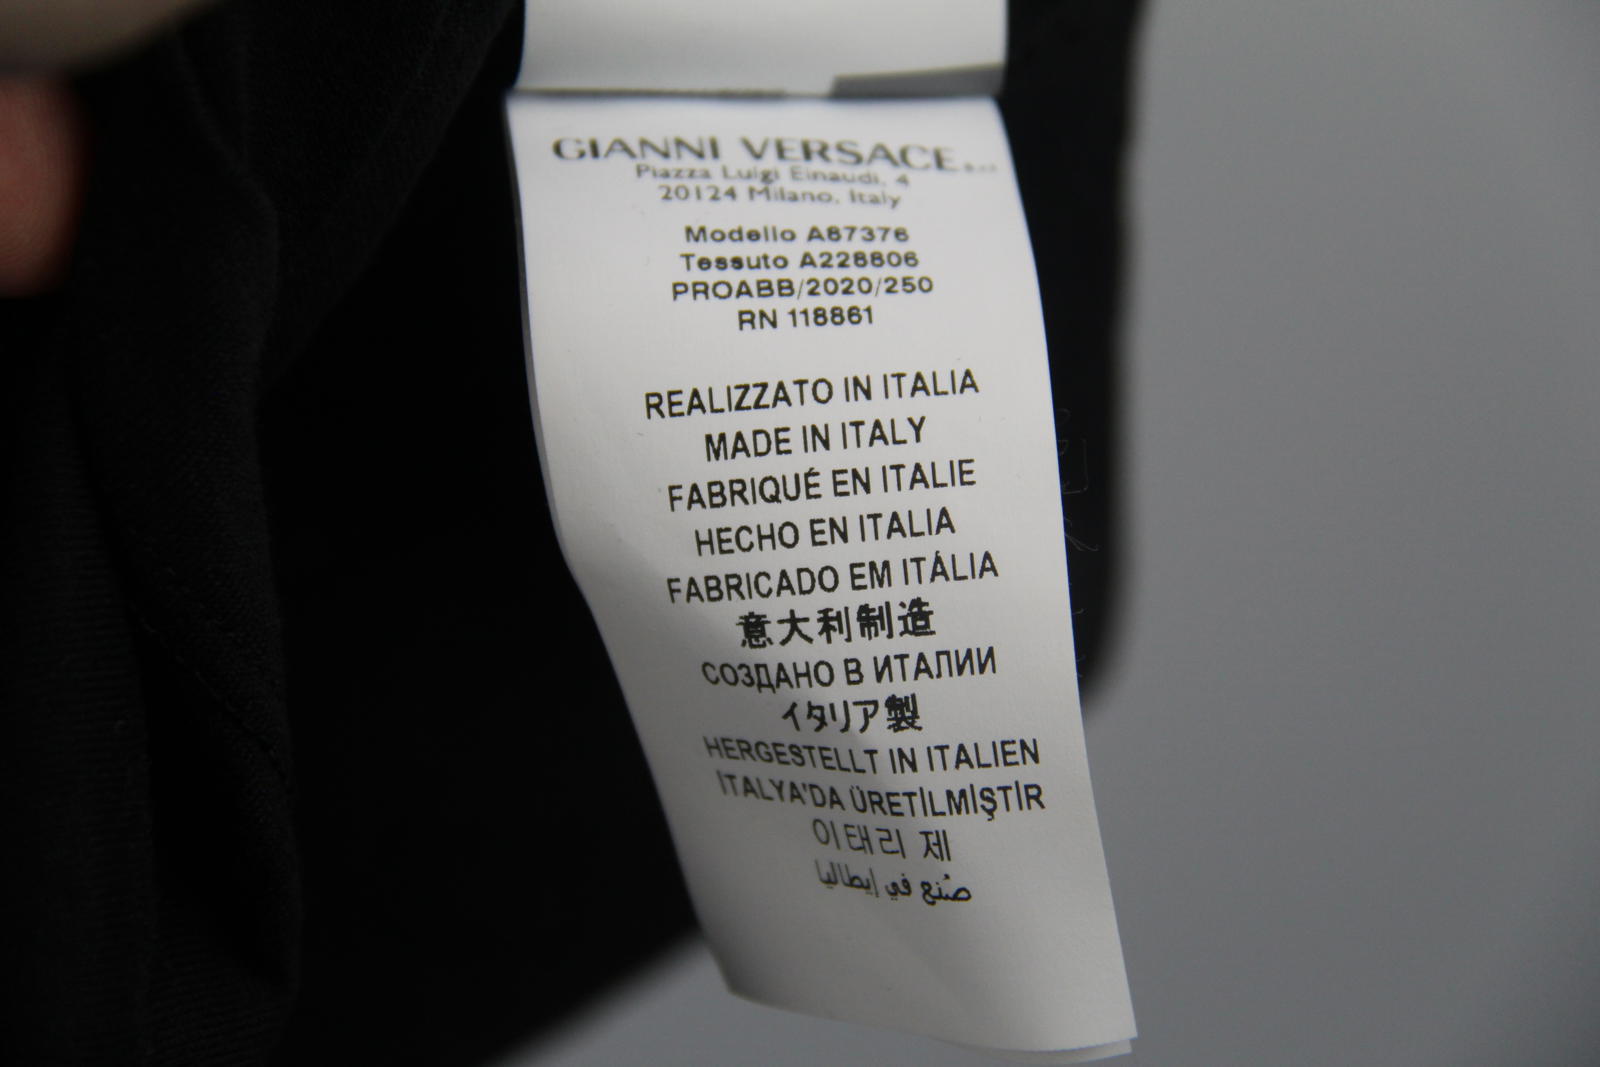 GIANNI VERSACE
Piazza Luigi Einaudi, 4
20124 Milano, Italy
Modello A87376
Tessuto A228806
PROABB/2020/250
RN 118861
REALIZZATO IN ITALIA
MADE IN ITALY
FABRIQUÉ EN ITALIE
HECHO EN ITALIA
FABRICADO EM ITÁLIA
意大利制造
СОЗДАНО В ИТАЛИИ
イタリア製
HERGESTELLT IN ITALIEN
İTALYA'DA ÜRETİLMİŞTİR
이태리 제
صُنع في إيطاليا